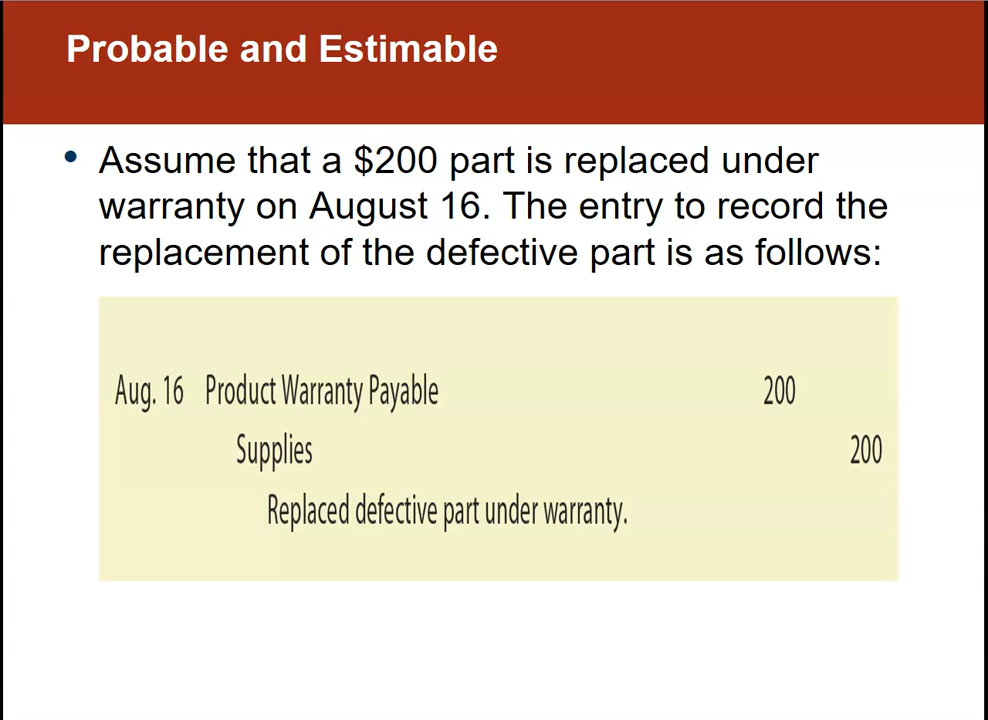 Probable and Estimable
• Assume that a $200 part is replaced under
warranty on August 16. The entry to record the
replacement of the defective part is as follows:
Aug. 16 Product Warranty Payable 200
Supplies 200
Replaced defective part under warranty.